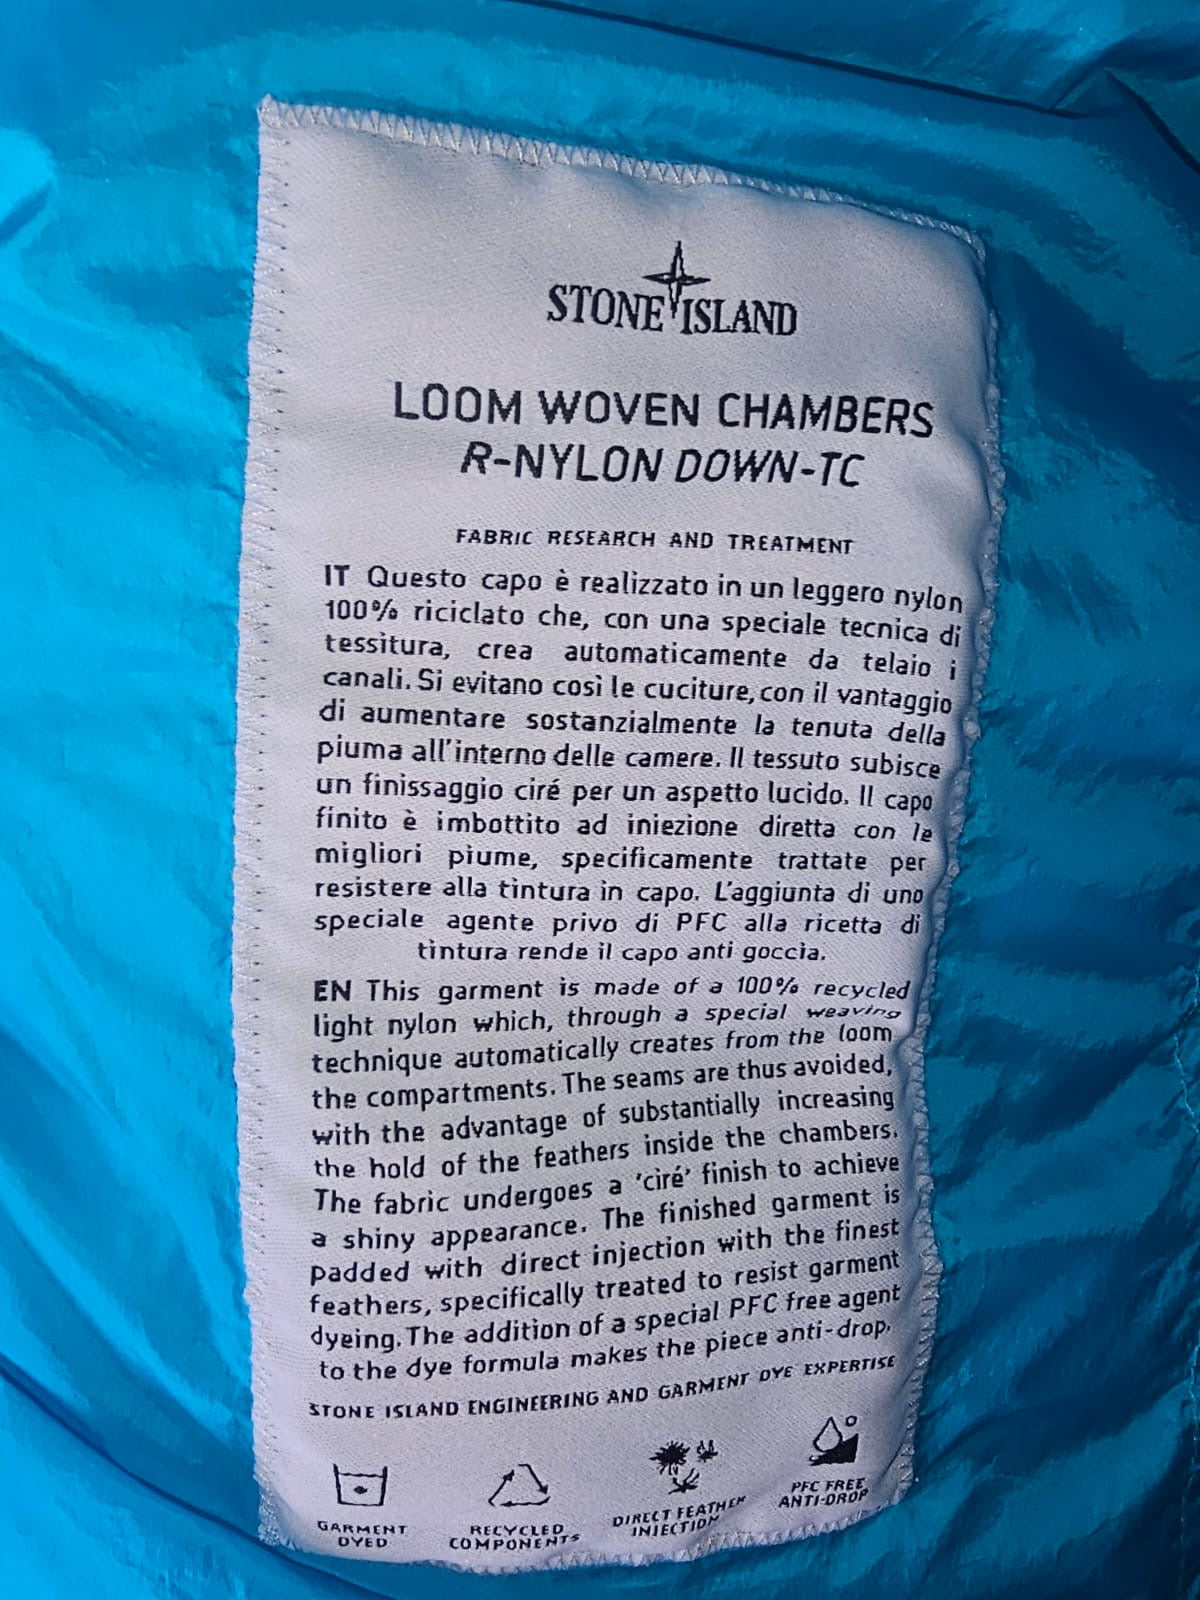 STONE ISLAND
LOOM WOVEN CHAMBERS
R-NYLON DOWN-TC
FABRIC RESEARCH AND TREATMENT
IT Questo capo è realizzato in un leggero nylon
100% riciclato che, con una speciale tecnica di
tessitura, crea automaticamente da telaio i
canali. Si evitano così le cuciture, con il vantaggio
di aumentare sostanzialmente la tenuta della
piuma all'interno delle camere. Il tessuto subisce
un finissaggio ciré per un aspetto lucido. Il capo
finito è imbottito ad iniezione diretta con le
migliori piume, specificamente trattate per
resistere alla tintura in capo. L'aggiunta di uno
speciale agente privo di PFC alla ricetta di
tintura rende il capo anti goccia.
EN This garment is made of a 100% recycled
light nylon which, through a special weaving
technique automatically creates from the loom
the compartments. The seams are thus avoided,
with the advantage of substantially increasing
the hold of the feathers inside the chambers.
The fabric undergoes a 'ciré' finish to achieve
a shiny appearance. The finished garment is
padded with direct injection with the finest
feathers, specifically treated to resist garment
dyeing. The addition of a special PFC free agent
to the dye formula makes the piece anti-drop.
STONE ISLAND ENGINEERING AND GARMENT DYE EXPERTISE
GARMENT
DYED
RECYCLED
COMPONENTS
DIRECT FEATHER
INJECTION
PFC FREE
ANTI-DROP